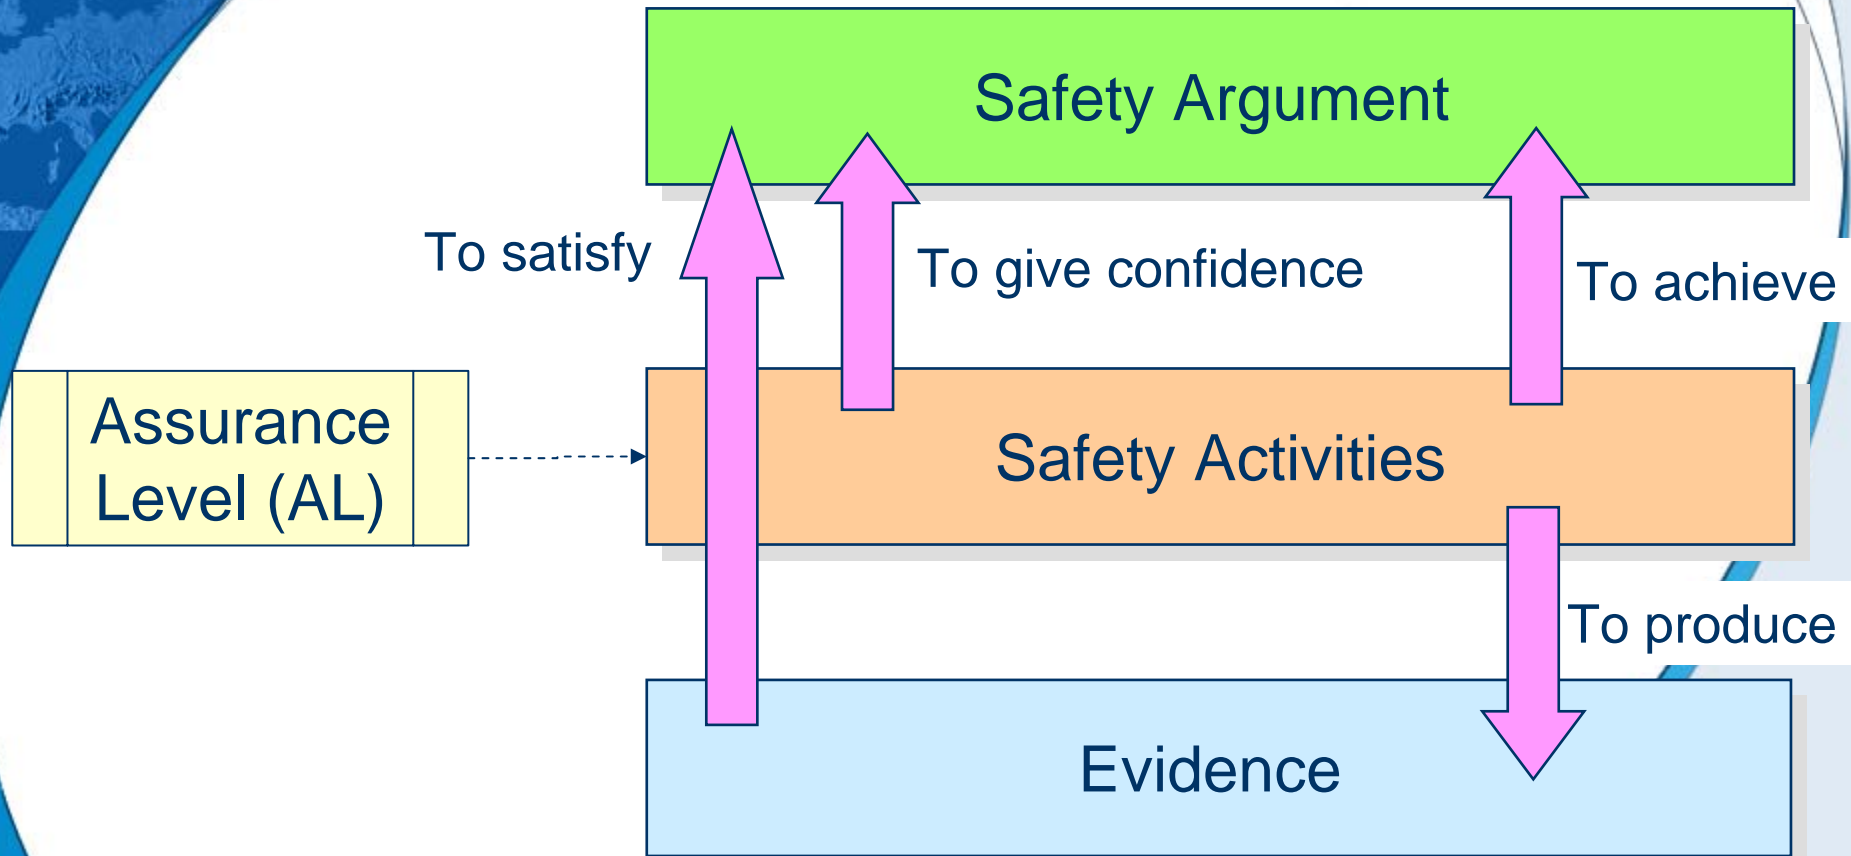 Safety Argument
To satisfy
To give confidence
To achieve
Assurance
Level (AL)
Safety Activities
To produce
Evidence